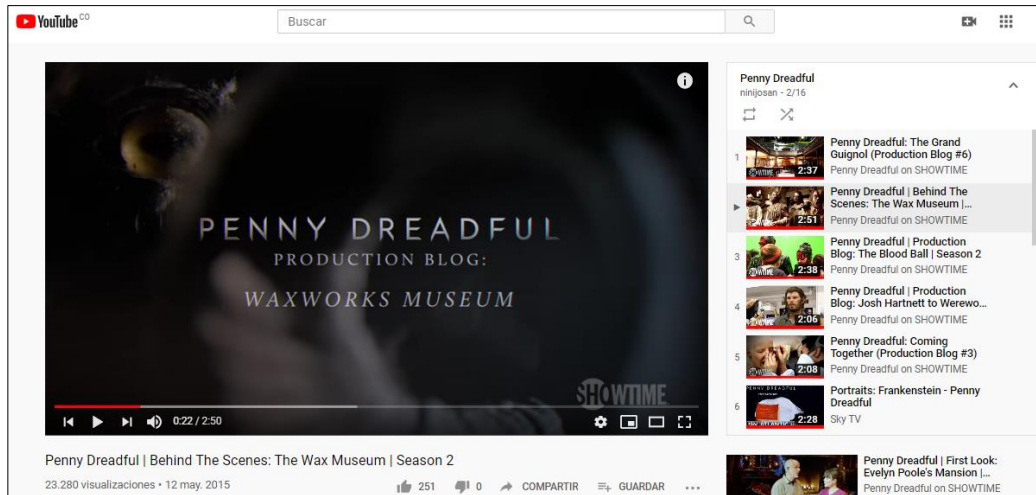 YouTube CO
Buscar
PENNY DREADFUL
PRODUCTION BLOG:
WAXWORKS MUSEUM
SHOWTIME
0:22 / 2:50
Penny Dreadful | Behind The Scenes: The Wax Museum | Season 2
23.280 visualizaciones • 12 may. 2015
251
0
COMPARTIR
GUARDAR
Penny Dreadful
ninijosan - 2/16
1
2:37
Penny Dreadful: The Grand
Guignol (Production Blog #6)
Penny Dreadful on SHOWTIME
2:51
Penny Dreadful | Behind The
Scenes: The Wax Museum |...
Penny Dreadful on SHOWTIME
3
2:38
Penny Dreadful | Production
Blog: The Blood Ball | Season 2
Penny Dreadful on SHOWTIME
4
2:06
Penny Dreadful | Production
Blog: Josh Hartnett to Werewo...
Penny Dreadful on SHOWTIME
5
2:08
Penny Dreadful: Coming
Together (Production Blog #3)
Penny Dreadful on SHOWTIME
6
2:28
Portraits: Frankenstein - Penny
Dreadful
Sky TV
Penny Dreadful | First Look:
Evelyn Poole's Mansion |...
Penny Dreadful on SHOWTIME